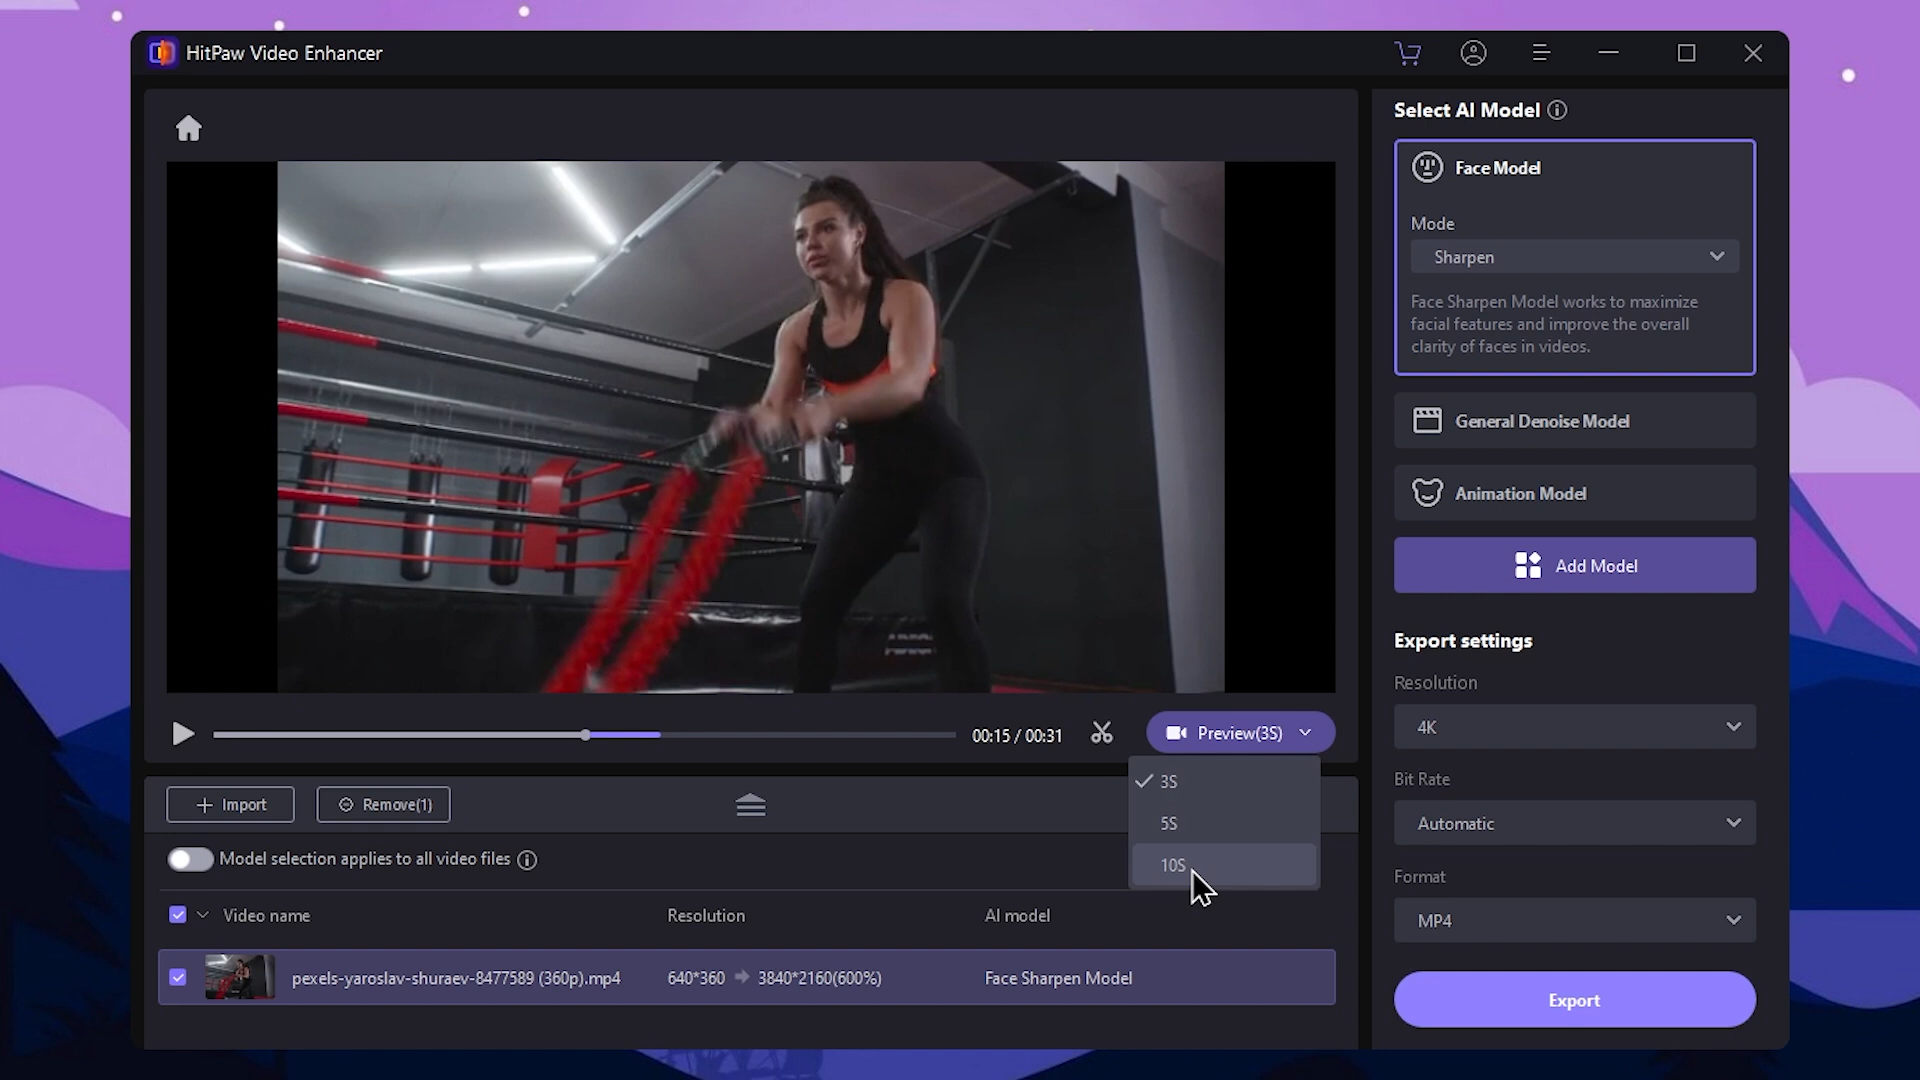 HitPaw Video Enhancer
Select AI Model
Face Model
Mode
Sharpen
Face Sharpen Model works to maximize
facial features and improve the overall
clarity of faces in videos.
General Denoise Model
Animation Model
Add Model
Export settings
Resolution
4K
Bit Rate
Automatic
Format
MP4
Export
00:15 / 00:31
Preview(3S)
3S
5S
10S
Import
Remove(1)
Model selection applies to all video files
Video name
Resolution
AI model
pexels-yaroslav-shuraev-8477589 (360p).mp4
640*360
3840*2160(600%)
Face Sharpen Model